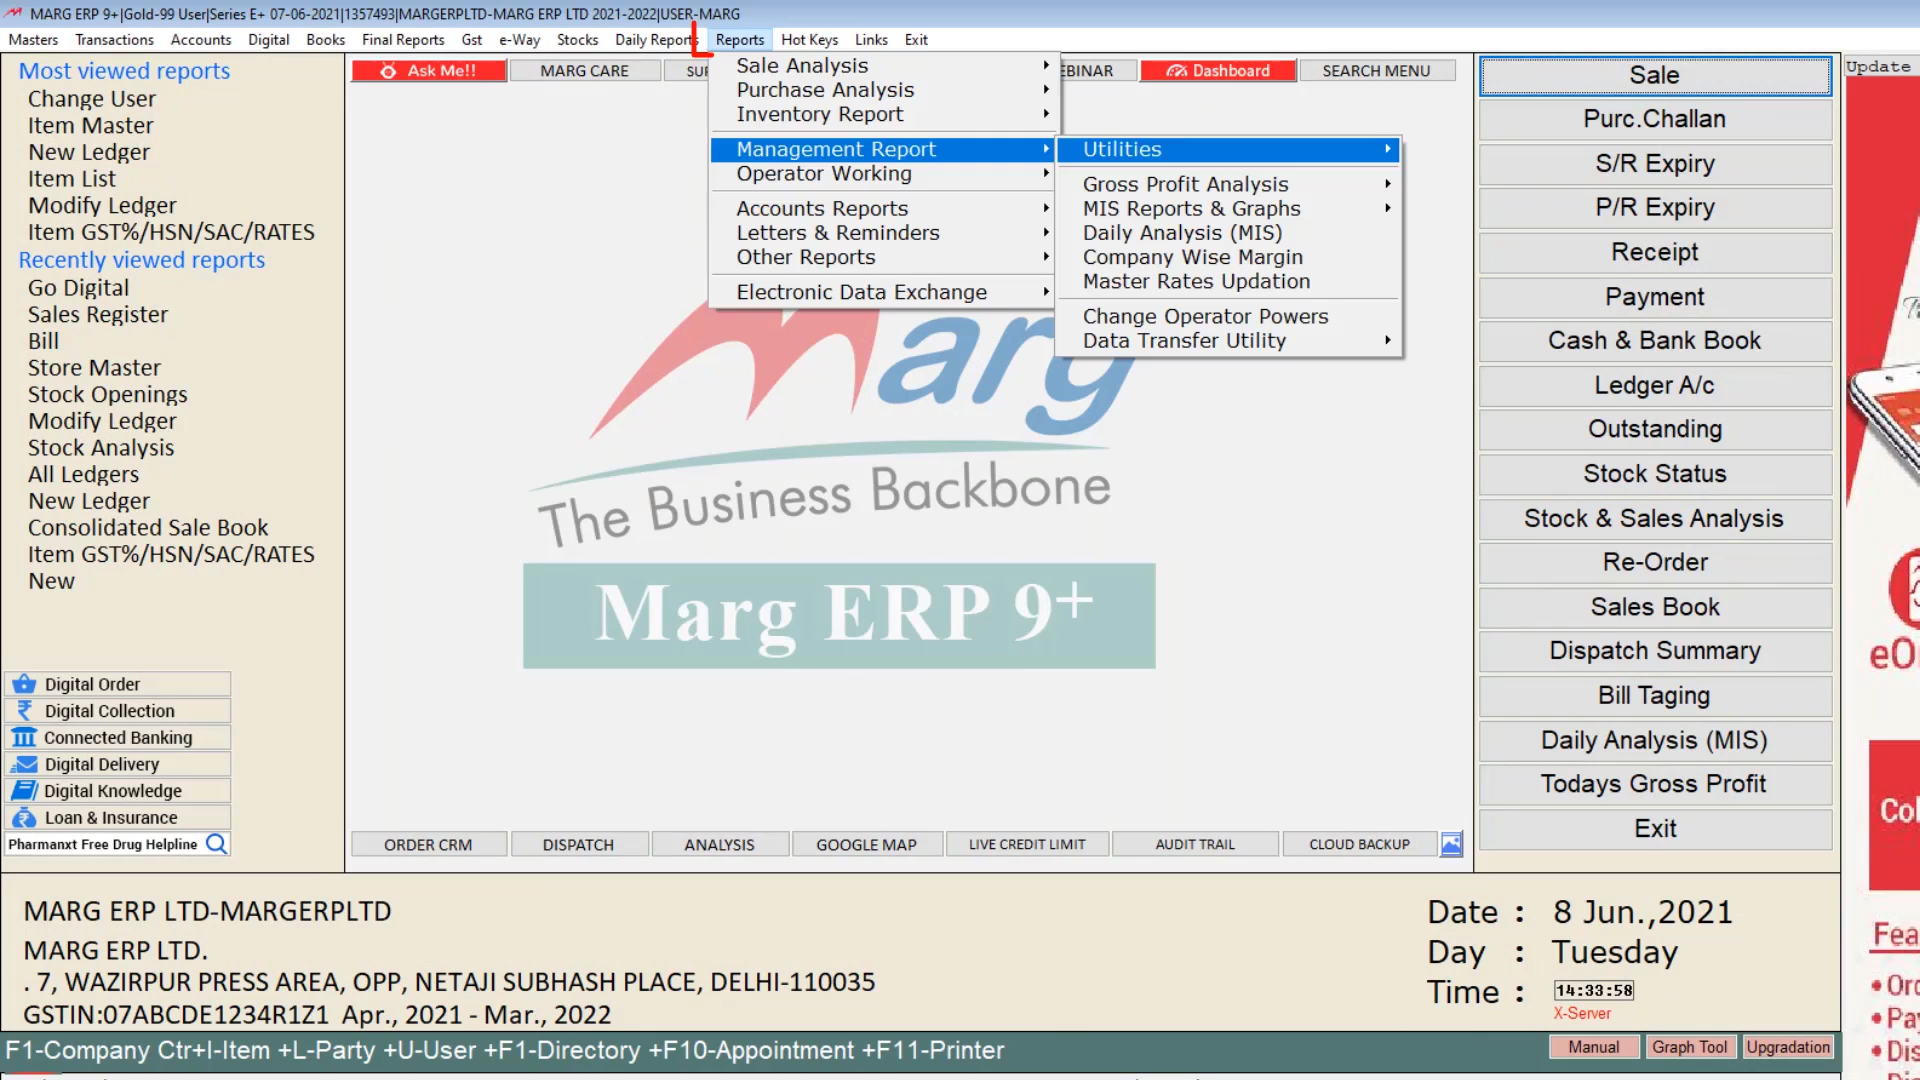 MARG ERP 9+|Gold-99 User|Series E+ 07-06-2021|1357493|MARGERPLTD-MARG ERP LTD 2021-2022|USER-MARG
Masters Transactions Accounts Digital Books Final Reports Gst e-Way Stocks Daily Reports Reports Hot Keys Links Exit
Most viewed reports
Change User
Item Master
New Ledger
Item List
Modify Ledger
Item GST%/HSN/SAC/RATES
Recently viewed reports
Go Digital
Sales Register
Bill
Store Master
Stock Openings
Modify Ledger
Stock Analysis
All Ledgers
New Ledger
Consolidated Sale Book
Item GST%/HSN/SAC/RATES
New
Digital Order
Digital Collection
Connected Banking
Digital Delivery
Digital Knowledge
Loan & Insurance
Pharmanxt Free Drug Helpline
Ask Me!! MARG CARE SUP EBINAR Dashboard SEARCH MENU
Sale Analysis
Purchase Analysis
Inventory Report
Management Report
Operator Working
Accounts Reports
Letters & Reminders
Other Reports
Electronic Data Exchange
Utilities
Gross Profit Analysis
MIS Reports & Graphs
Daily Analysis (MIS)
Company Wise Margin
Master Rates Updation
Change Operator Powers
Data Transfer Utility
Marg
The Business Backbone
Marg ERP 9+
ORDER CRM DISPATCH ANALYSIS GOOGLE MAP LIVE CREDIT LIMIT AUDIT TRAIL CLOUD BACKUP
Sale
Purc.Challan
S/R Expiry
P/R Expiry
Receipt
Payment
Cash & Bank Book
Ledger A/c
Outstanding
Stock Status
Stock & Sales Analysis
Re-Order
Sales Book
Dispatch Summary
Bill Taging
Daily Analysis (MIS)
Todays Gross Profit
Exit
Update
eO
Col
Fea
Orc
Pay
Dis
MARG ERP LTD-MARGERPLTD
MARG ERP LTD.
. 7, WAZIRPUR PRESS AREA, OPP, NETAJI SUBHASH PLACE, DELHI-110035
GSTIN:07ABCDE1234R1Z1 Apr., 2021 - Mar., 2022
Date : 8 Jun.,2021
Day : Tuesday
Time : 14:33:58
X-Server
F1-Company Ctr+I-Item +L-Party +U-User +F1-Directory +F10-Appointment +F11-Printer
Manual Graph Tool Upgradation